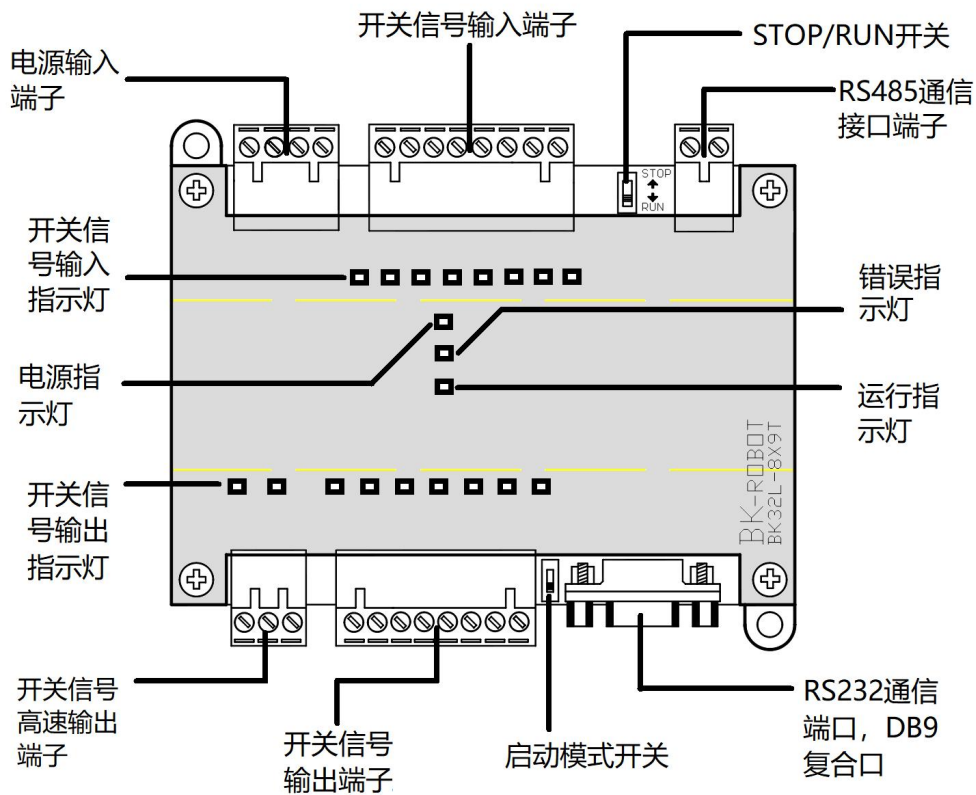 开关信号输入端子
STOP/RUN开关
电源输入
端子
RS485通信
接口端子
STOP
RUN
开关信
号输入
指示灯
错误指
示灯
电源指
示灯
运行指
示灯
BK-ROBOT
BK32L-8X9T
开关信
号输出
指示灯
开关信号
高速输出
端子
开关信号
输出端子
启动模式开关
RS232通信
端口，DB9
复合口